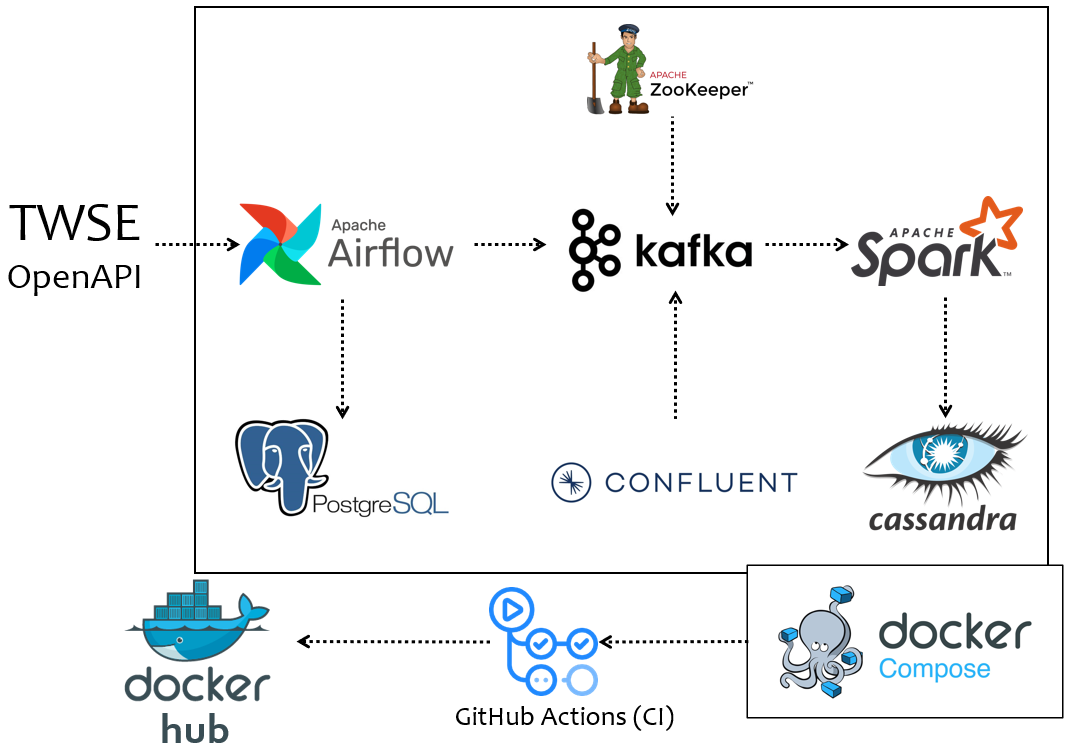 APACHE
ZooKeeper™
TWSE
OpenAPI
Apache
Airflow
kafka
APACHE
Spark™
PostgreSQL
CONFLUENT
cassandra
docker
hub
GitHub Actions (CI)
docker
Compose